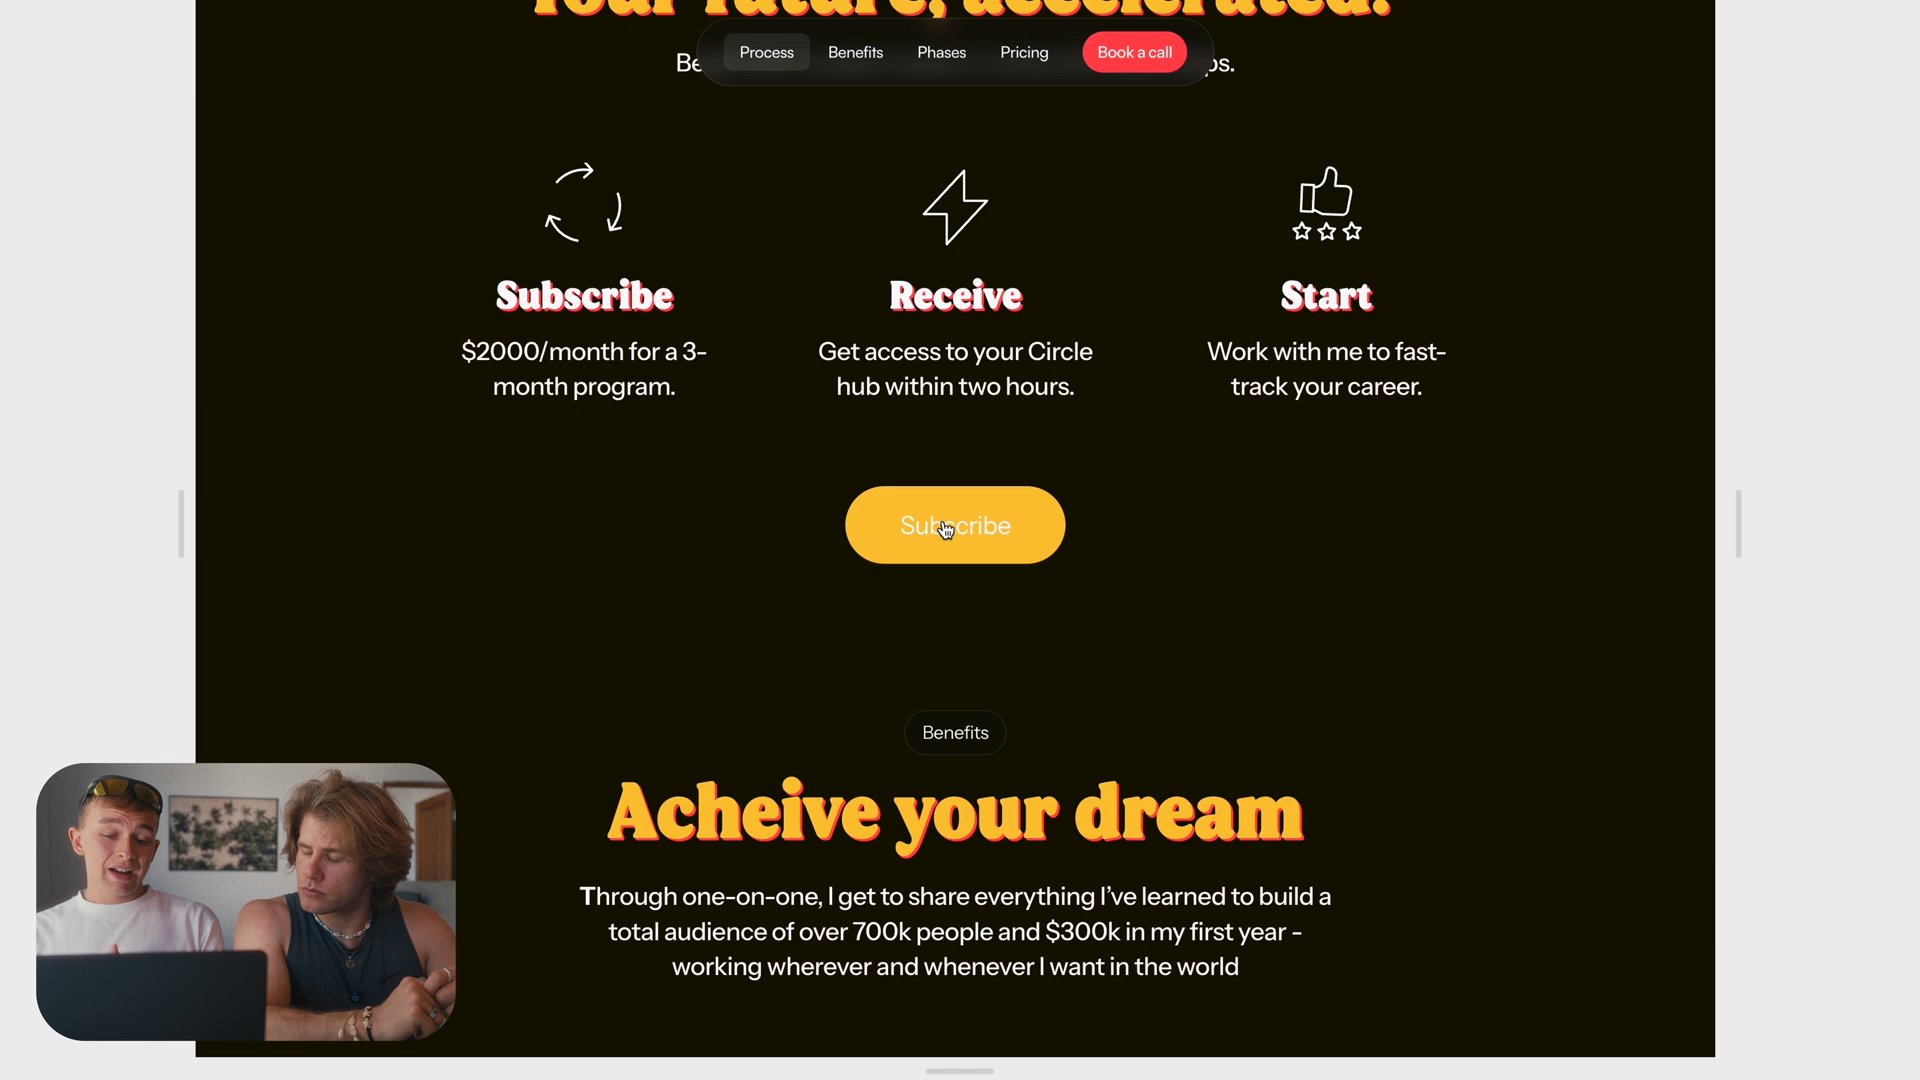 Your future, accelerated.
Process Benefits Phases Pricing Book a call
Subscribe
$2000/month for a 3-
month program.
Receive
Get access to your Circle
hub within two hours.
Start
Work with me to fast-
track your career.
Subscribe
Benefits
Acheive your dream
Through one-on-one, I get to share everything I’ve learned to build a
total audience of over 700k people and $300k in my first year -
working wherever and whenever I want in the world